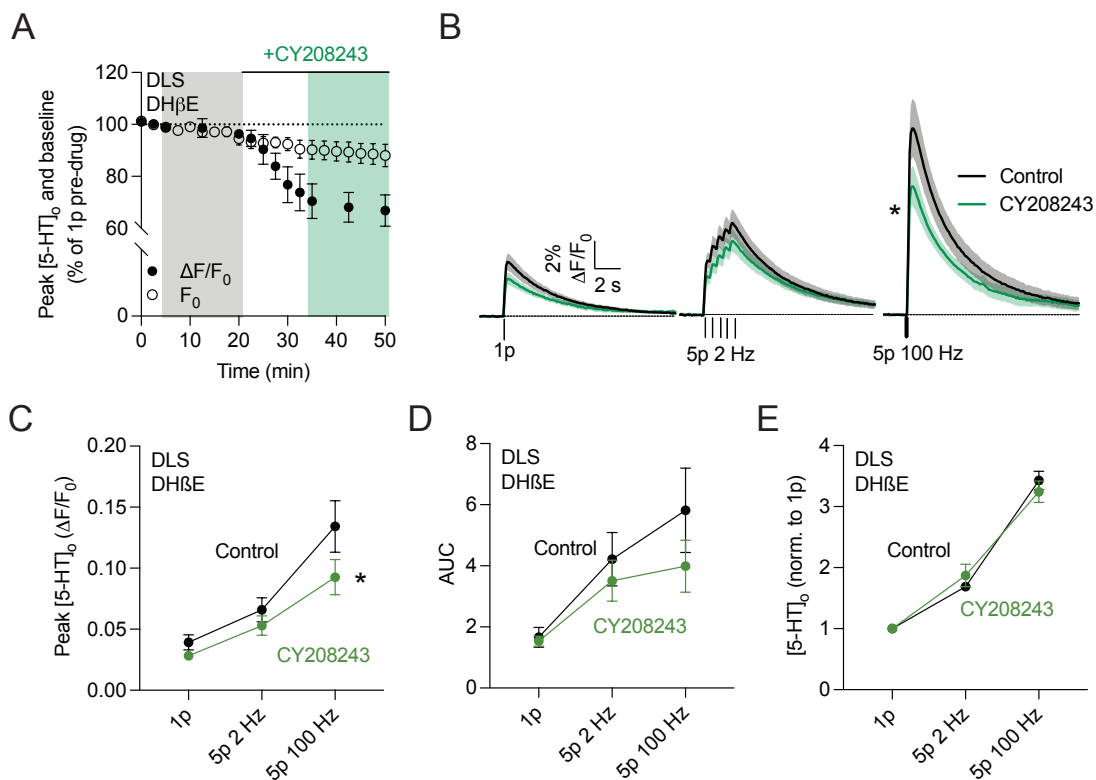 A
+CY208243
120
100
80
60
0
DLS
DHβE
Peak [5-HT]ₒ and baseline
(% of 1p pre-drug)
ΔF/F₀
F₀
0
10
20
30
40
50
Time (min)
B
2%
ΔF/F₀
2 s
1p
5p 2 Hz
5p 100 Hz
*
Control
CY208243
C
0.20
0.15
0.10
0.05
0.00
Peak [5-HT]ₒ (ΔF/F₀)
DLS
DHßE
Control
*
CY208243
1p
5p 2 Hz
5p 100 Hz
D
8
6
4
2
0
AUC
DLS
DHßE
Control
CY208243
1p
5p 2 Hz
5p 100 Hz
E
4
3
2
1
0
[5-HT]ₒ (norm. to 1p)
DLS
DHßE
Control
CY208243
1p
5p 2 Hz
5p 100 Hz